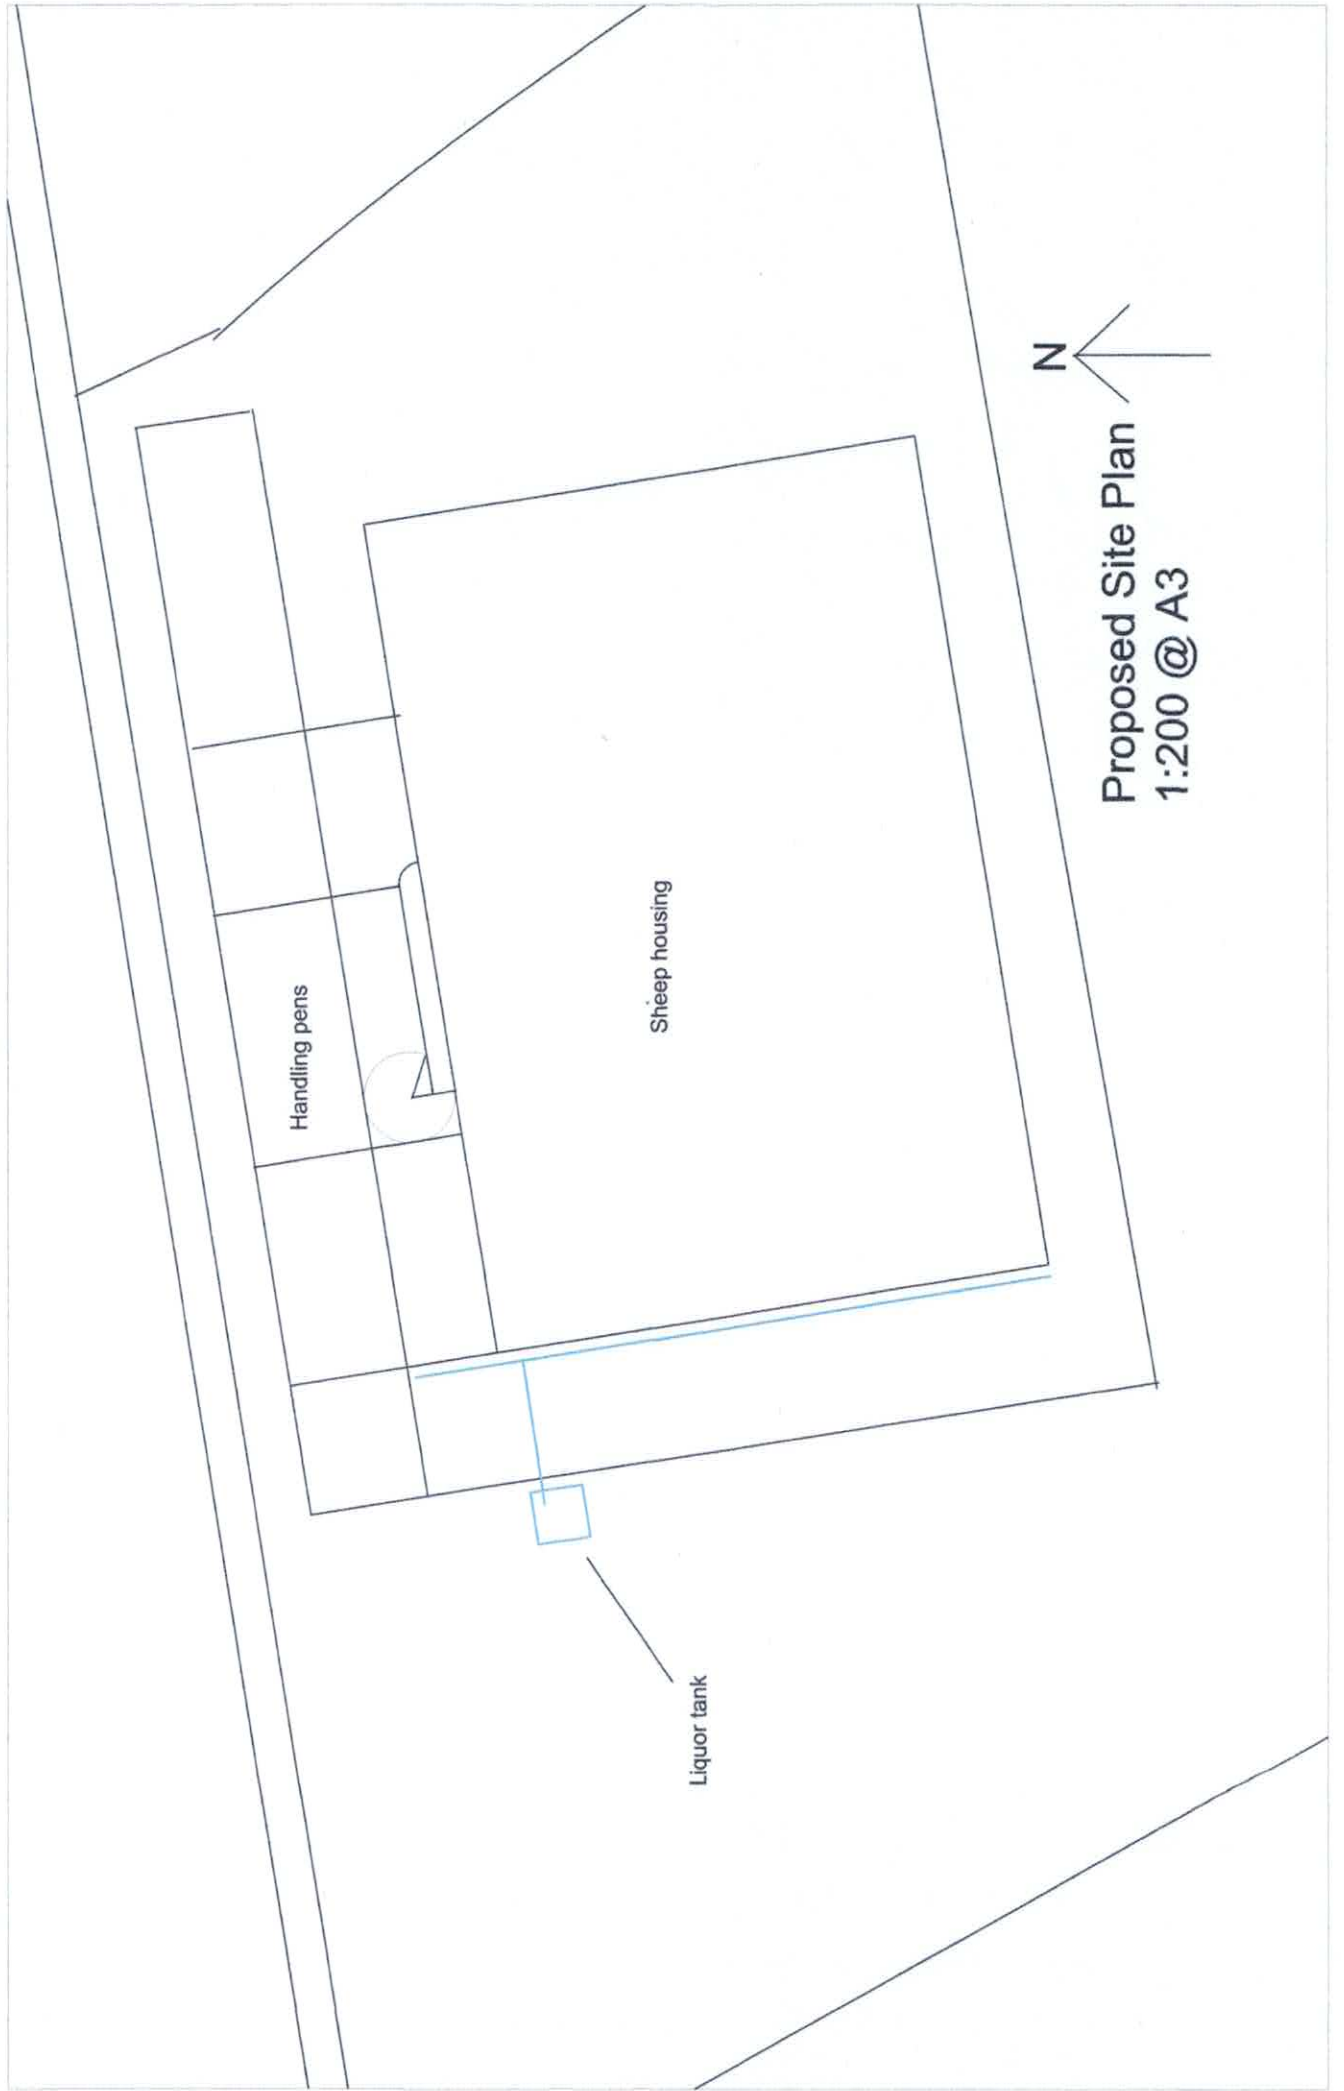 Handling pens
Sheep housing
Liquor tank
N
Proposed Site Plan
1:200 @ A3